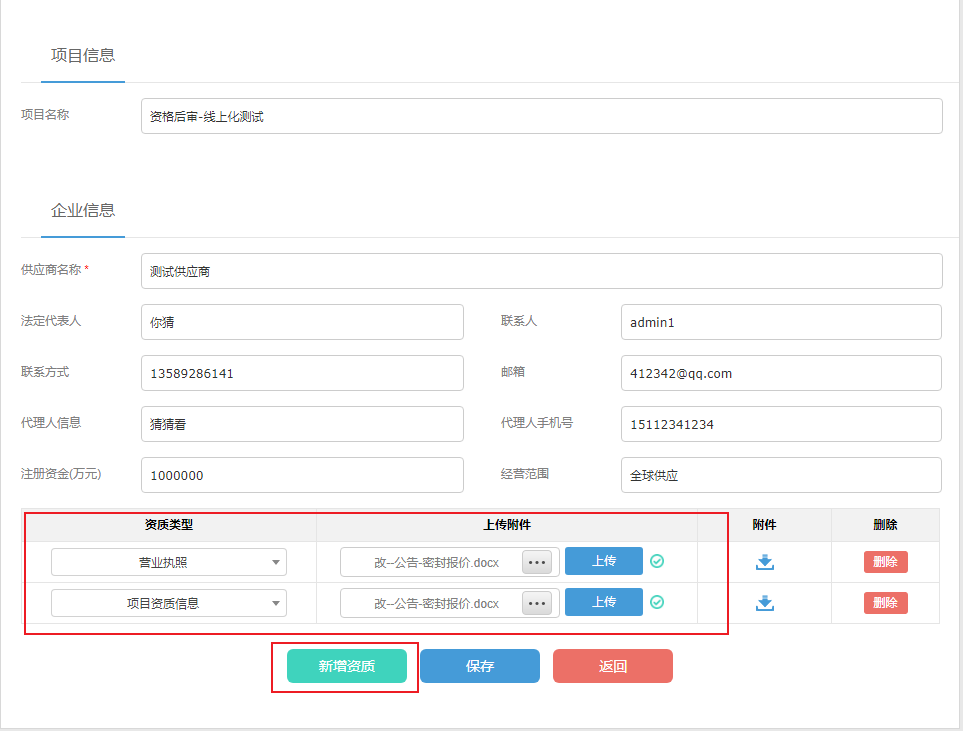 项目信息
项目名称 资格后审-线上化测试
企业信息
供应商名称 * 测试供应商
法定代表人 你猜 联系人 admin1
联系方式 13589286141 邮箱 412342@qq.com
代理人信息 猜猜看 代理人手机号 15112341234
注册资金(万元) 1000000 经营范围 全球供应
资质类型 上传附件 附件 删除
营业执照 改--公告-密封报价.docx ••• 上传 删除
项目资质信息 改--公告-密封报价.docx ••• 上传 删除
新增资质 保存 返回